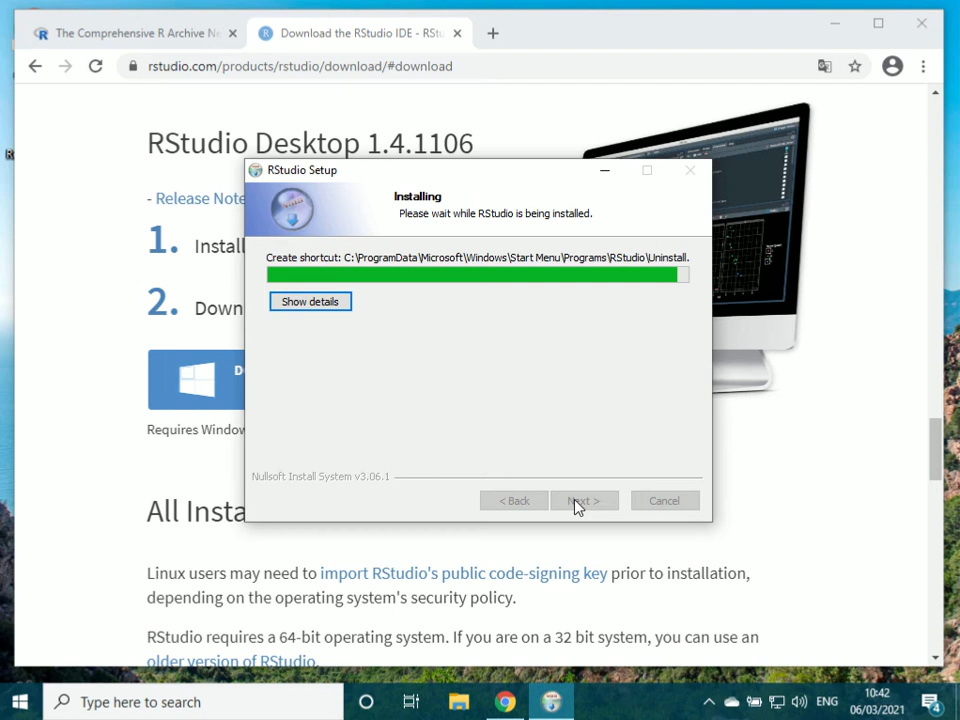 The Comprehensive R Archive Ne
Download the RStudio IDE - RStu
rstudio.com/products/rstudio/download/#download
RStudio Desktop 1.4.1106
- Release Note
1. Install
2. Down
D
Requires Window
RStudio Setup
Installing
Please wait while RStudio is being installed.
Create shortcut: C:\ProgramData\Microsoft\Windows\Start Menu\Programs\RStudio\Uninstall.
Show details
Nullsoft Install System v3.06.1
< Back
Next >
Cancel
All Insta
Linux users may need to import RStudio's public code-signing key prior to installation,
depending on the operating system's security policy.
RStudio requires a 64-bit operating system. If you are on a 32 bit system, you can use an
older version of RStudio.
Type here to search
ENG
10:42
06/03/2021
4